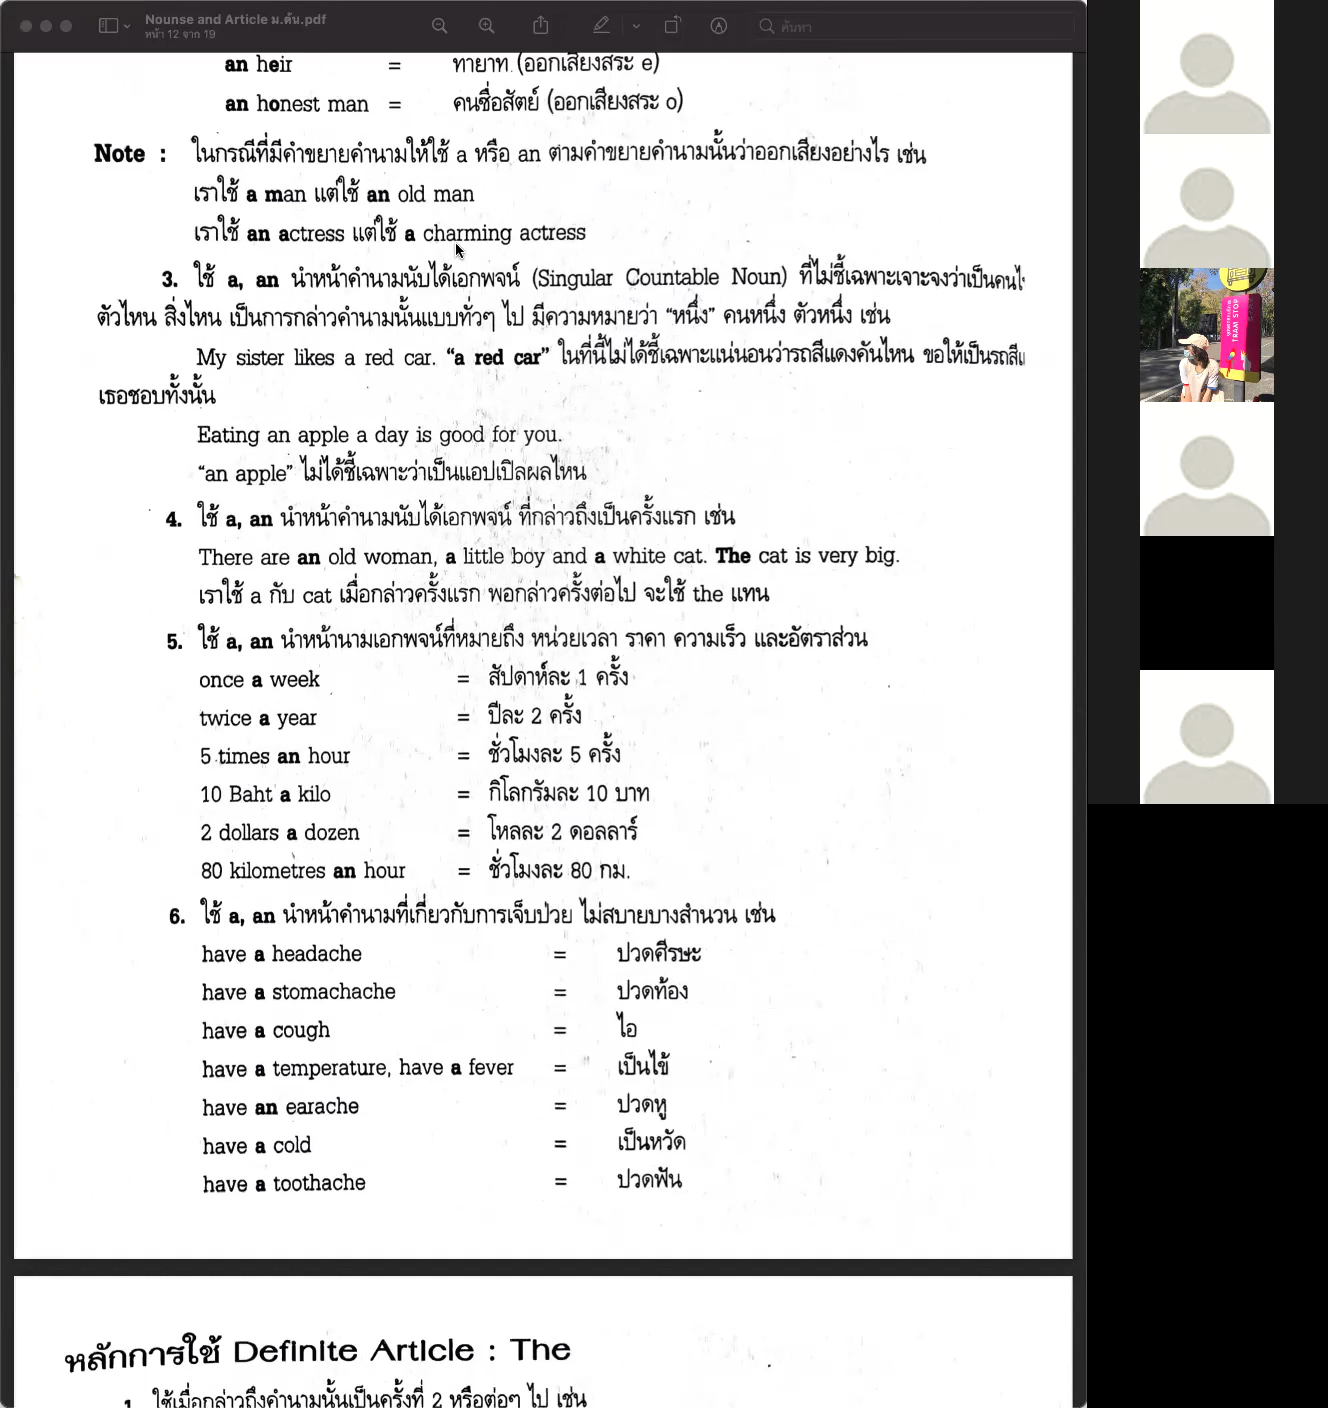 Nounse and Article ม.ต้น.pdf
หน้า 12 จาก 19
ค้นหา
an heir = ทายาท (ออกเสียงสระ e)
an honest man = คนซื่อสัตย์ (ออกเสียงสระ o)
Note : ในกรณีที่มีคำขยายคำนามให้ใช้ a หรือ an ตามคำขยายคำนามนั้นว่าออกเสียงอย่างไร เช่น
เราใช้ a man แต่ใช้ an old man
เราใช้ an actress แต่ใช้ a charming actress
3. ใช้ a, an นำหน้าคำนามนับได้เอกพจน์ (Singular Countable Noun) ที่ไม่ชี้เฉพาะเจาะจงว่าเป็นคนไ
ตัวไหน สิ่งไหน เป็นการกล่าวคำนามนั้นแบบทั่วๆ ไป มีความหมายว่า “หนึ่ง” คนหนึ่ง ตัวหนึ่ง เช่น
My sister likes a red car. “a red car” ในที่นี้ไม่ได้ชี้เฉพาะแน่นอนว่ารถสีแดงคันไหน ขอให้เป็นรถสีแ
เธอชอบทั้งนั้น
Eating an apple a day is good for you.
“an apple” ไม่ได้ชี้เฉพาะว่าเป็นแอปเปิลผลไหน
4. ใช้ a, an นำหน้าคำนามนับได้เอกพจน์ ที่กล่าวถึงเป็นครั้งแรก เช่น
There are an old woman, a little boy and a white cat. The cat is very big.
เราใช้ a กับ cat เมื่อกล่าวครั้งแรก พอกล่าวครั้งต่อไป จะใช้ the แทน
5. ใช้ a, an นำหน้านามเอกพจน์ที่หมายถึง หน่วยเวลา ราคา ความเร็ว และอัตราส่วน
once a week = สัปดาห์ละ 1 ครั้ง
twice a year = ปีละ 2 ครั้ง
5 times an hour = ชั่วโมงละ 5 ครั้ง
10 Baht a kilo = กิโลกรัมละ 10 บาท
2 dollars a dozen = โหลละ 2 ดอลลาร์
80 kilometres an hour = ชั่วโมงละ 80 กม.
6. ใช้ a, an นำหน้าคำนามที่เกี่ยวกับการเจ็บป่วย ไม่สบายบางสำนวน เช่น
have a headache = ปวดศีรษะ
have a stomachache = ปวดท้อง
have a cough = ไอ
have a temperature, have a fever = เป็นไข้
have an earache = ปวดหู
have a cold = เป็นหวัด
have a toothache = ปวดฟัน
หลักการใช้ Definite Article : The
1. ใช้เมื่อกล่าวถึงคำนามนั้นเป็นครั้งที่ 2 หรือต่อๆ ไป เช่น
TRAM STOP